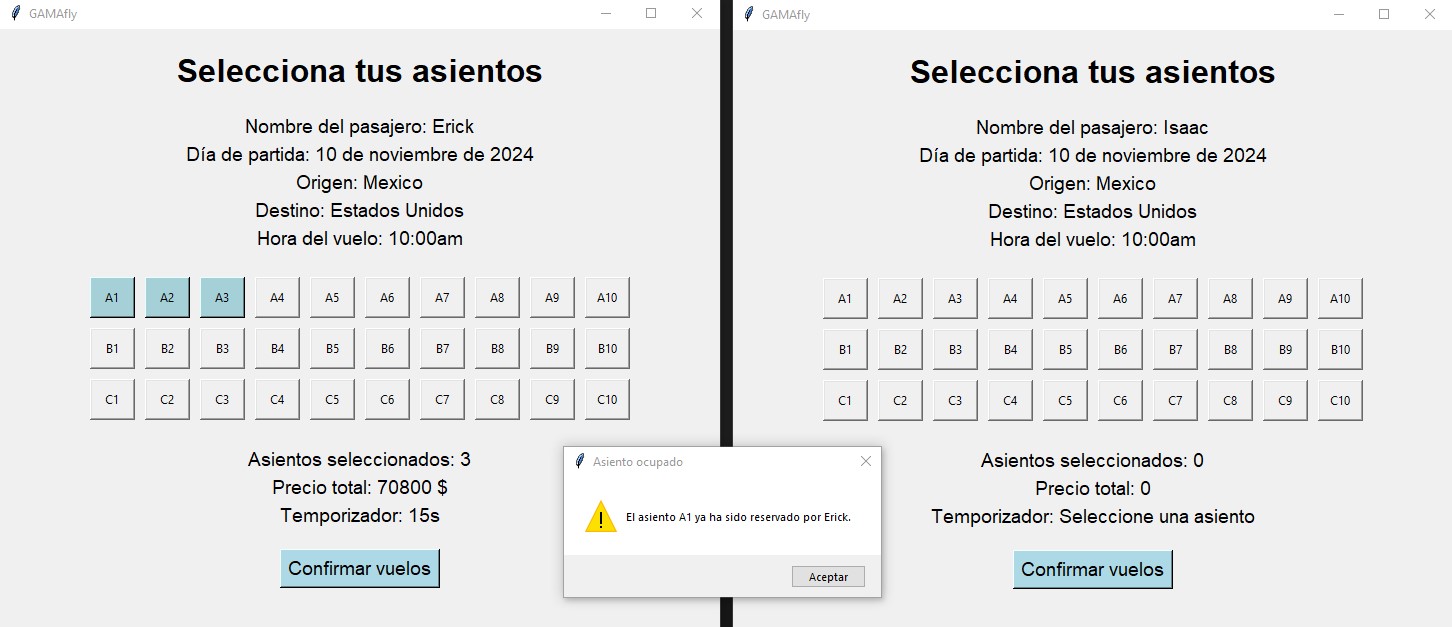 GAMAfly
Selecciona tus asientos
Nombre del pasajero: Erick
Día de partida: 10 de noviembre de 2024
Origen: Mexico
Destino: Estados Unidos
Hora del vuelo: 10:00am
A1 A2 A3 A4 A5 A6 A7 A8 A9 A10
B1 B2 B3 B4 B5 B6 B7 B8 B9 B10
C1 C2 C3 C4 C5 C6 C7 C8 C9 C10
Asientos seleccionados: 3
Precio total: 70800 $
Temporizador: 15s
Confirmar vuelos
Asiento ocupado
El asiento A1 ya ha sido reservado por Erick.
Aceptar
GAMAfly
Selecciona tus asientos
Nombre del pasajero: Isaac
Día de partida: 10 de noviembre de 2024
Origen: Mexico
Destino: Estados Unidos
Hora del vuelo: 10:00am
A1 A2 A3 A4 A5 A6 A7 A8 A9 A10
B1 B2 B3 B4 B5 B6 B7 B8 B9 B10
C1 C2 C3 C4 C5 C6 C7 C8 C9 C10
Asientos seleccionados: 0
Precio total: 0
Temporizador: Seleccione una asiento
Confirmar vuelos